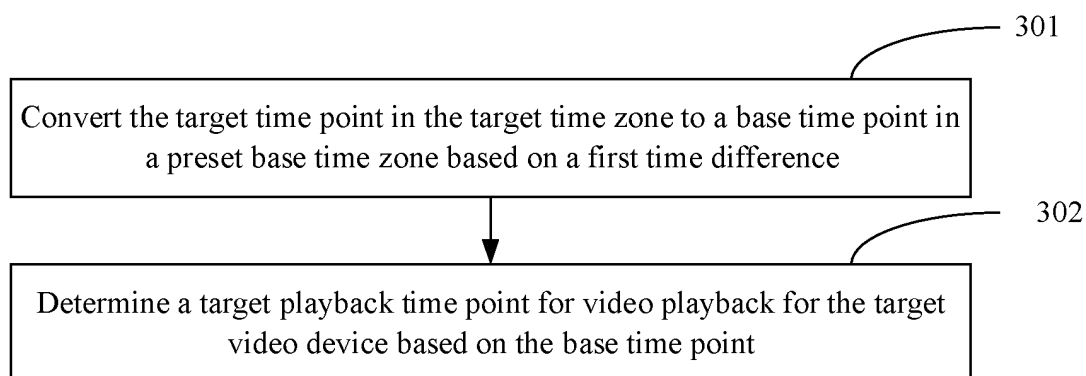 301
Convert the target time point in the target time zone to a base time point in
a preset base time zone based on a first time difference
302
Determine a target playback time point for video playback for the target
video device based on the base time point